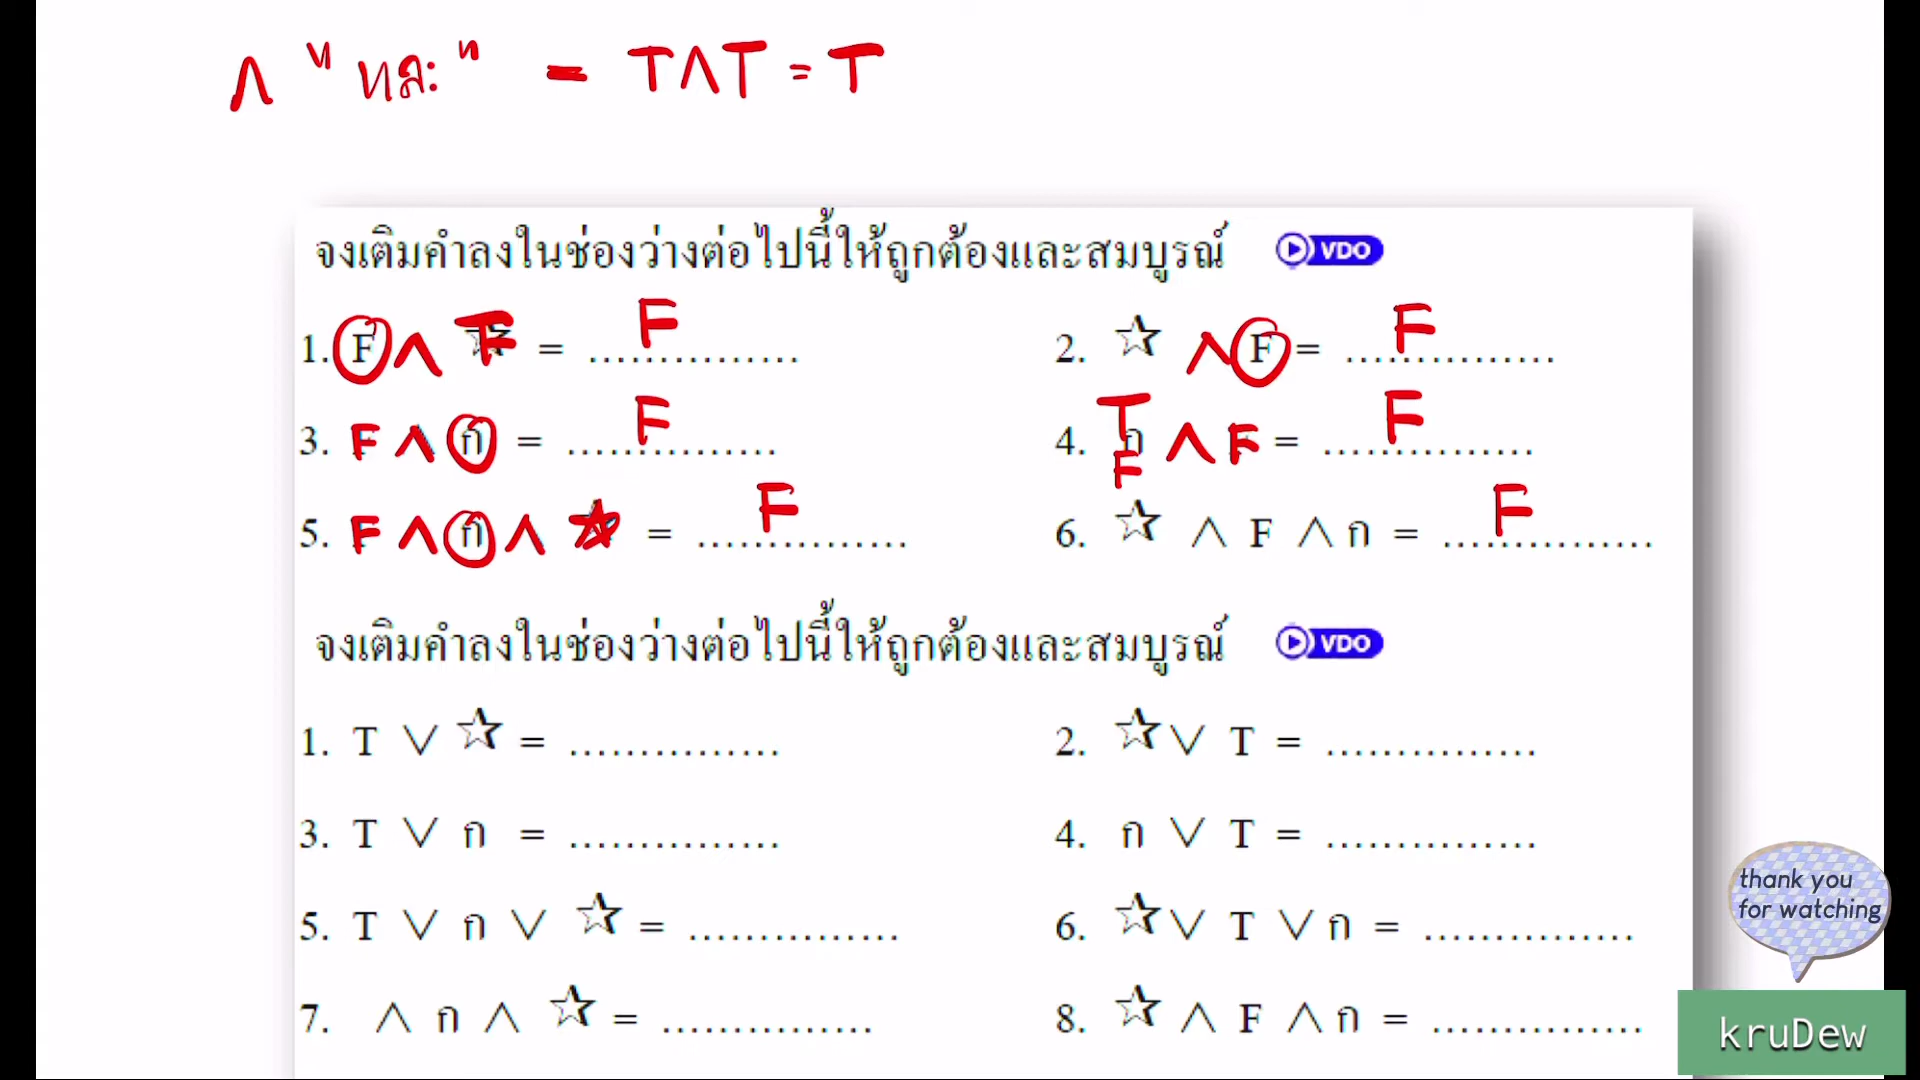 ∧ "และ" = T∧T = T
จงเติมคำลงในช่องว่างต่อไปนี้ให้ถูกต้องและสมบูรณ์ VDO
1. F ∧ F = ......F.........
2. ☆ ∧ F = ......F.........
3. F ∧ ก = ......F.........
4. T ก F ∧ F = ......F.........
5. F ∧ ก ∧ ☆ = ......F.........
6. ☆ ∧ F ∧ ก = ......F.........
จงเติมคำลงในช่องว่างต่อไปนี้ให้ถูกต้องและสมบูรณ์ VDO
1. T ∨ ☆ = ...............
2. ☆ ∨ T = ...............
3. T ∨ ก = ...............
4. ก ∨ T = ...............
5. T ∨ ก ∨ ☆ = ...............
6. ☆ ∨ T ∨ ก = ...............
7. ∧ ก ∧ ☆ = ...............
8. ☆ ∧ F ∧ ก = ...............
thank you
for watching
kruDew